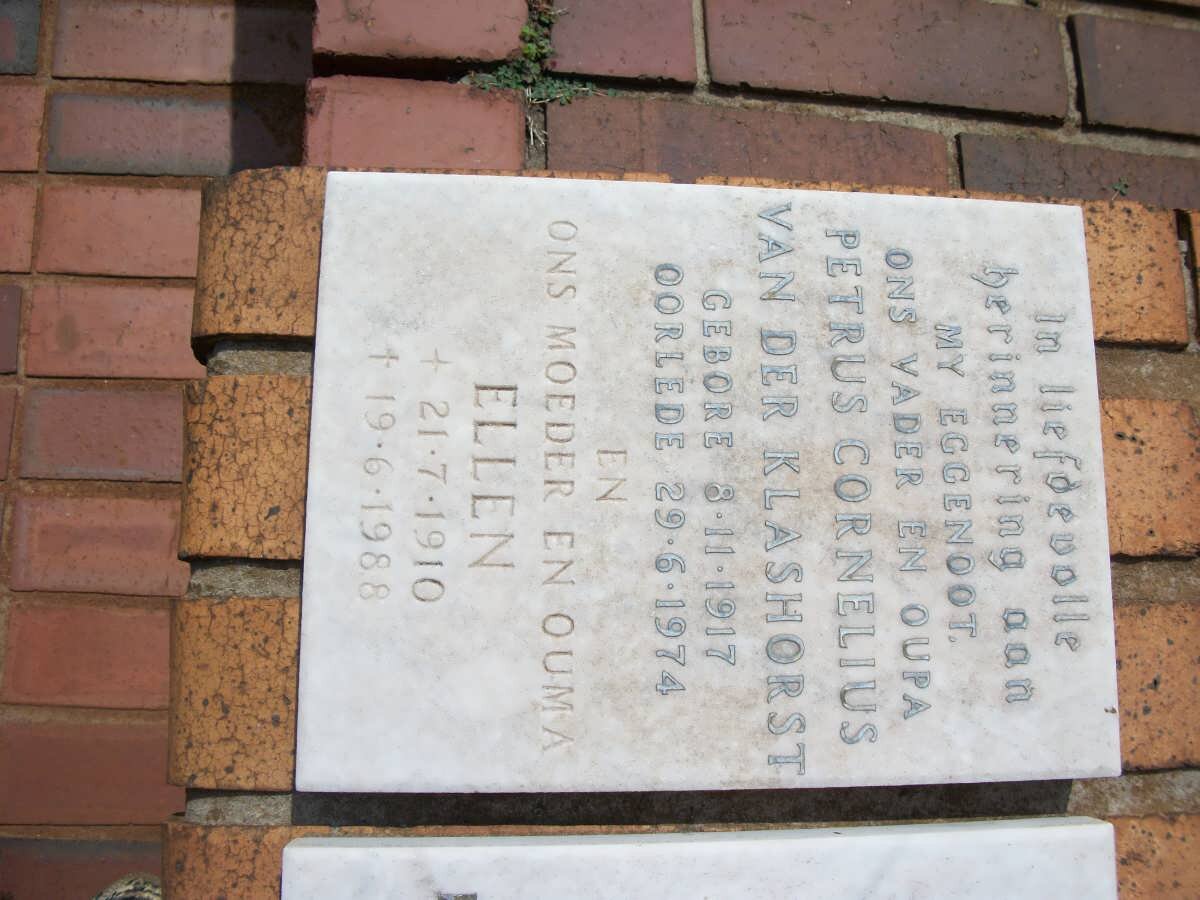 In liefdevolle
herinnering aan
MY EGGENOOT.
ONS VADER EN OUPA
PETRUS CORNELIUS
VAN DER KLASHORST
GEBORE 8·11·1917
OORLEDE 29·6·1974
EN
ONS MOEDER EN OUMA
ELLEN
+ 21·7·1910
+ 19·6·1988